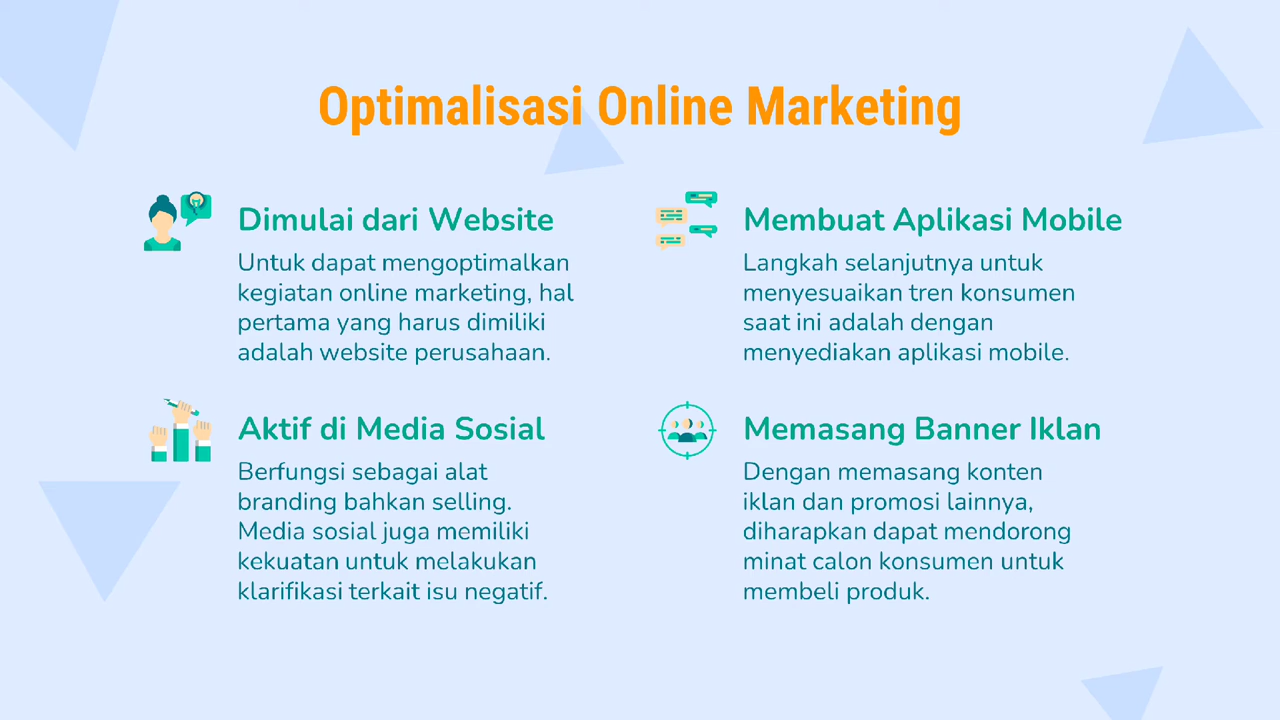 Optimalisasi Online Marketing
Dimulai dari Website
Untuk dapat mengoptimalkan
kegiatan online marketing, hal
pertama yang harus dimiliki
adalah website perusahaan.
Membuat Aplikasi Mobile
Langkah selanjutnya untuk
menyesuaikan tren konsumen
saat ini adalah dengan
menyediakan aplikasi mobile.
Aktif di Media Sosial
Berfungsi sebagai alat
branding bahkan selling.
Media sosial juga memiliki
kekuatan untuk melakukan
klarifikasi terkait isu negatif.
Memasang Banner Iklan
Dengan memasang konten
iklan dan promosi lainnya,
diharapkan dapat mendorong
minat calon konsumen untuk
membeli produk.